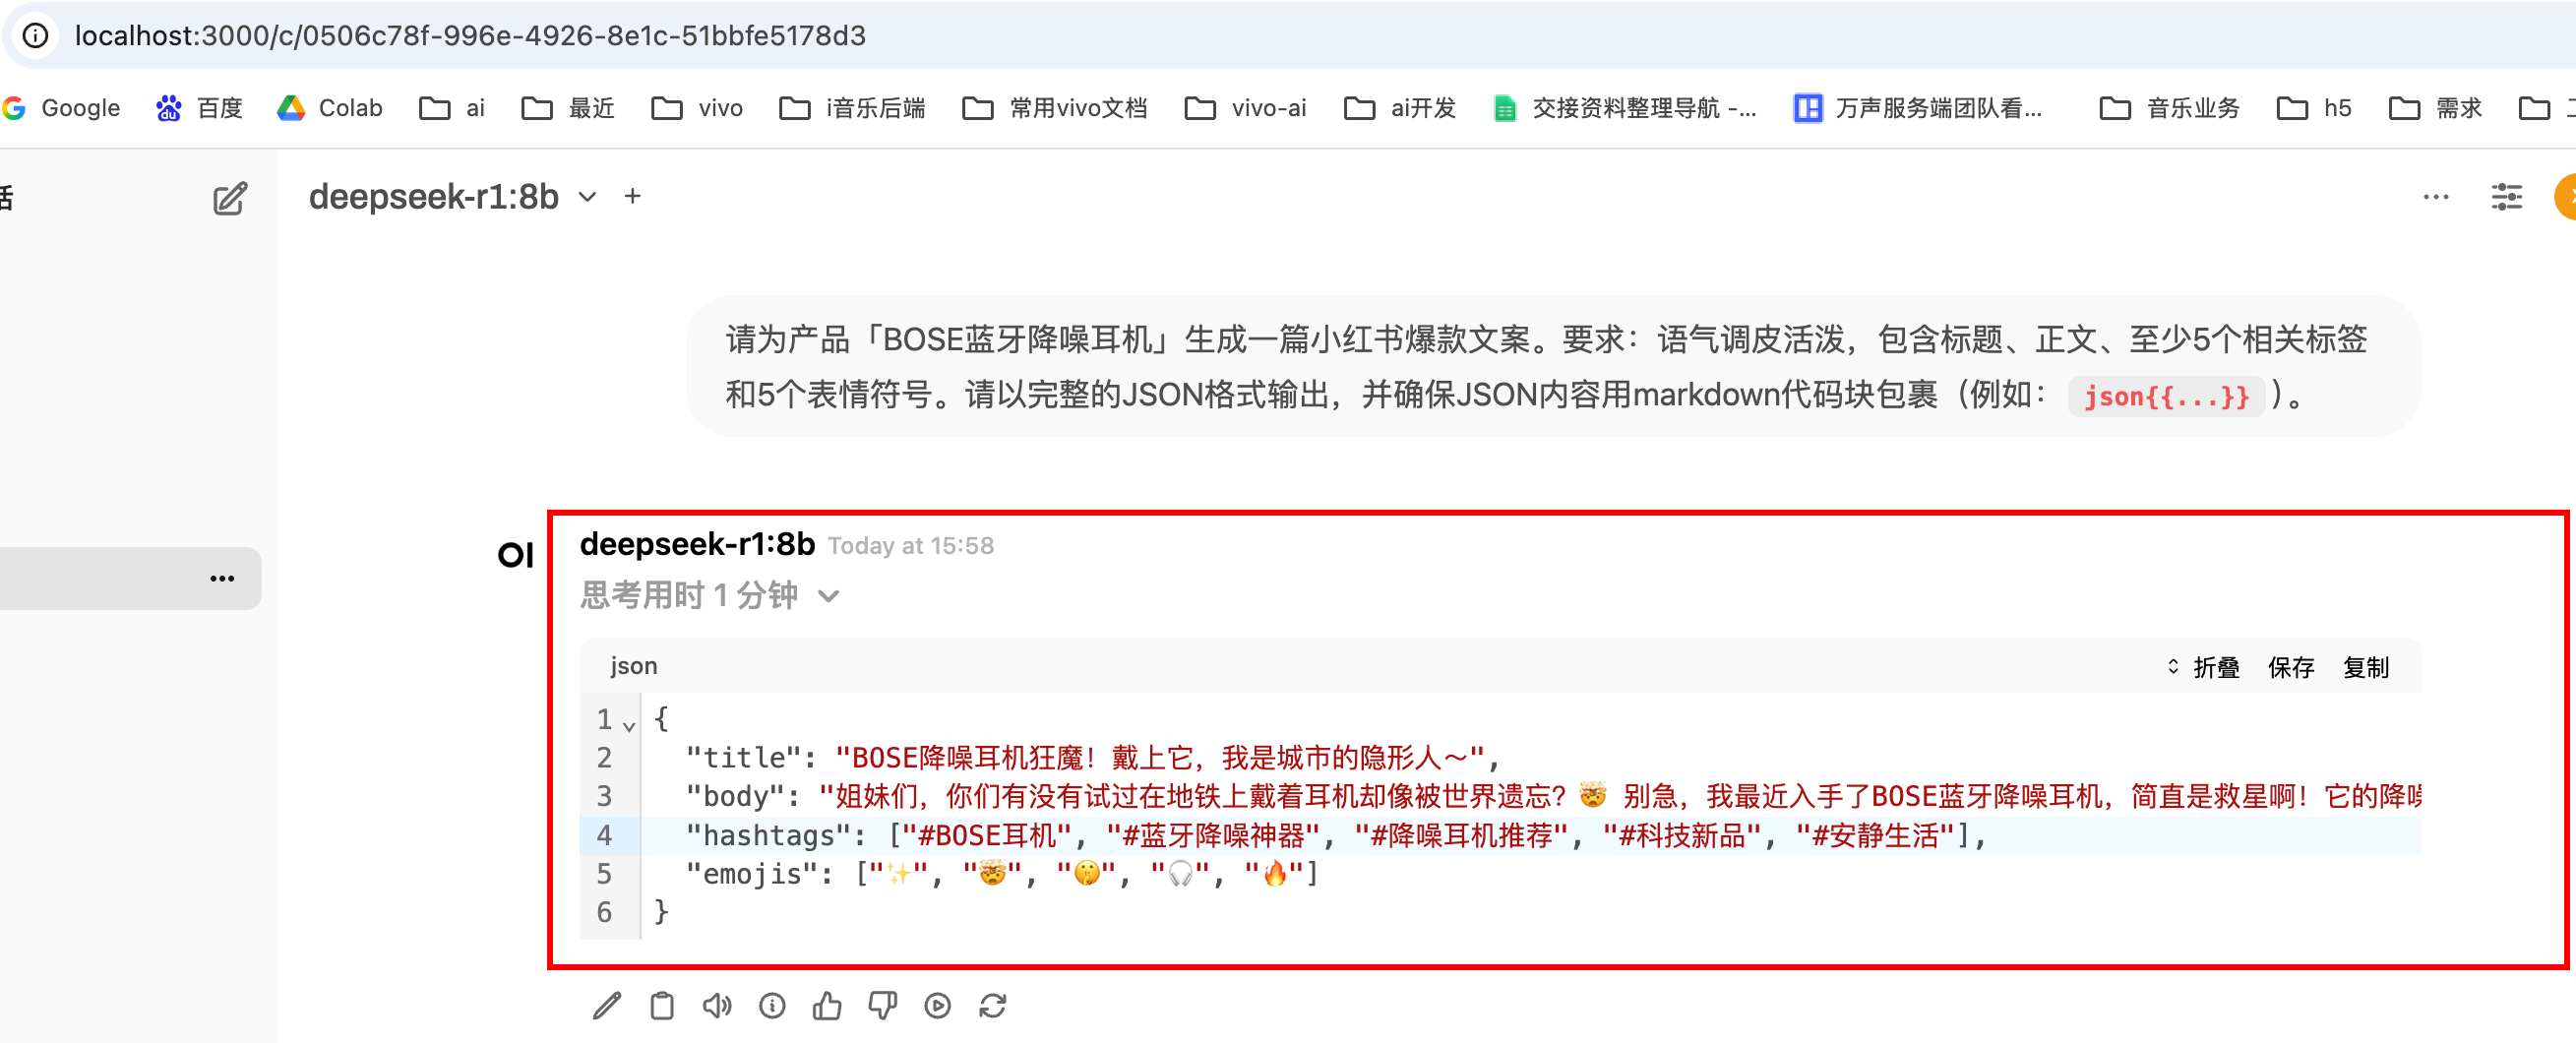 localhost:3000/c/0506c78f-996e-4926-8e1c-51bbfe5178d3
Google 百度 Colab ai 最近 vivo i音乐后端 常用vivo文档 vivo-ai ai开发 交接资料整理导航 -... 万声服务端团队看... 音乐业务 h5 需求
话
deepseek-r1:8b
请为产品「BOSE蓝牙降噪耳机」生成一篇小红书爆款文案。要求：语气调皮活泼，包含标题、正文、至少5个相关标签
和5个表情符号。请以完整的JSON格式输出，并确保JSON内容用markdown代码块包裹（例如： json{{...}} ）。
OI
deepseek-r1:8b Today at 15:58
思考用时 1 分钟
json 折叠 保存 复制
1 {
2 "title": "BOSE降噪耳机狂魔！戴上它，我是城市的隐形人～",
3 "body": "姐妹们，你们有没有试过在地铁上戴着耳机却像被世界遗忘？🤯 别急，我最近入手了BOSE蓝牙降噪耳机，简直是救星啊！它的降噪
4 "hashtags": ["#BOSE耳机", "#蓝牙降噪神器", "#降噪耳机推荐", "#科技新品", "#安静生活"],
5 "emojis": ["✨", "🤯", "🤫", "🎧", "🔥"]
6 }